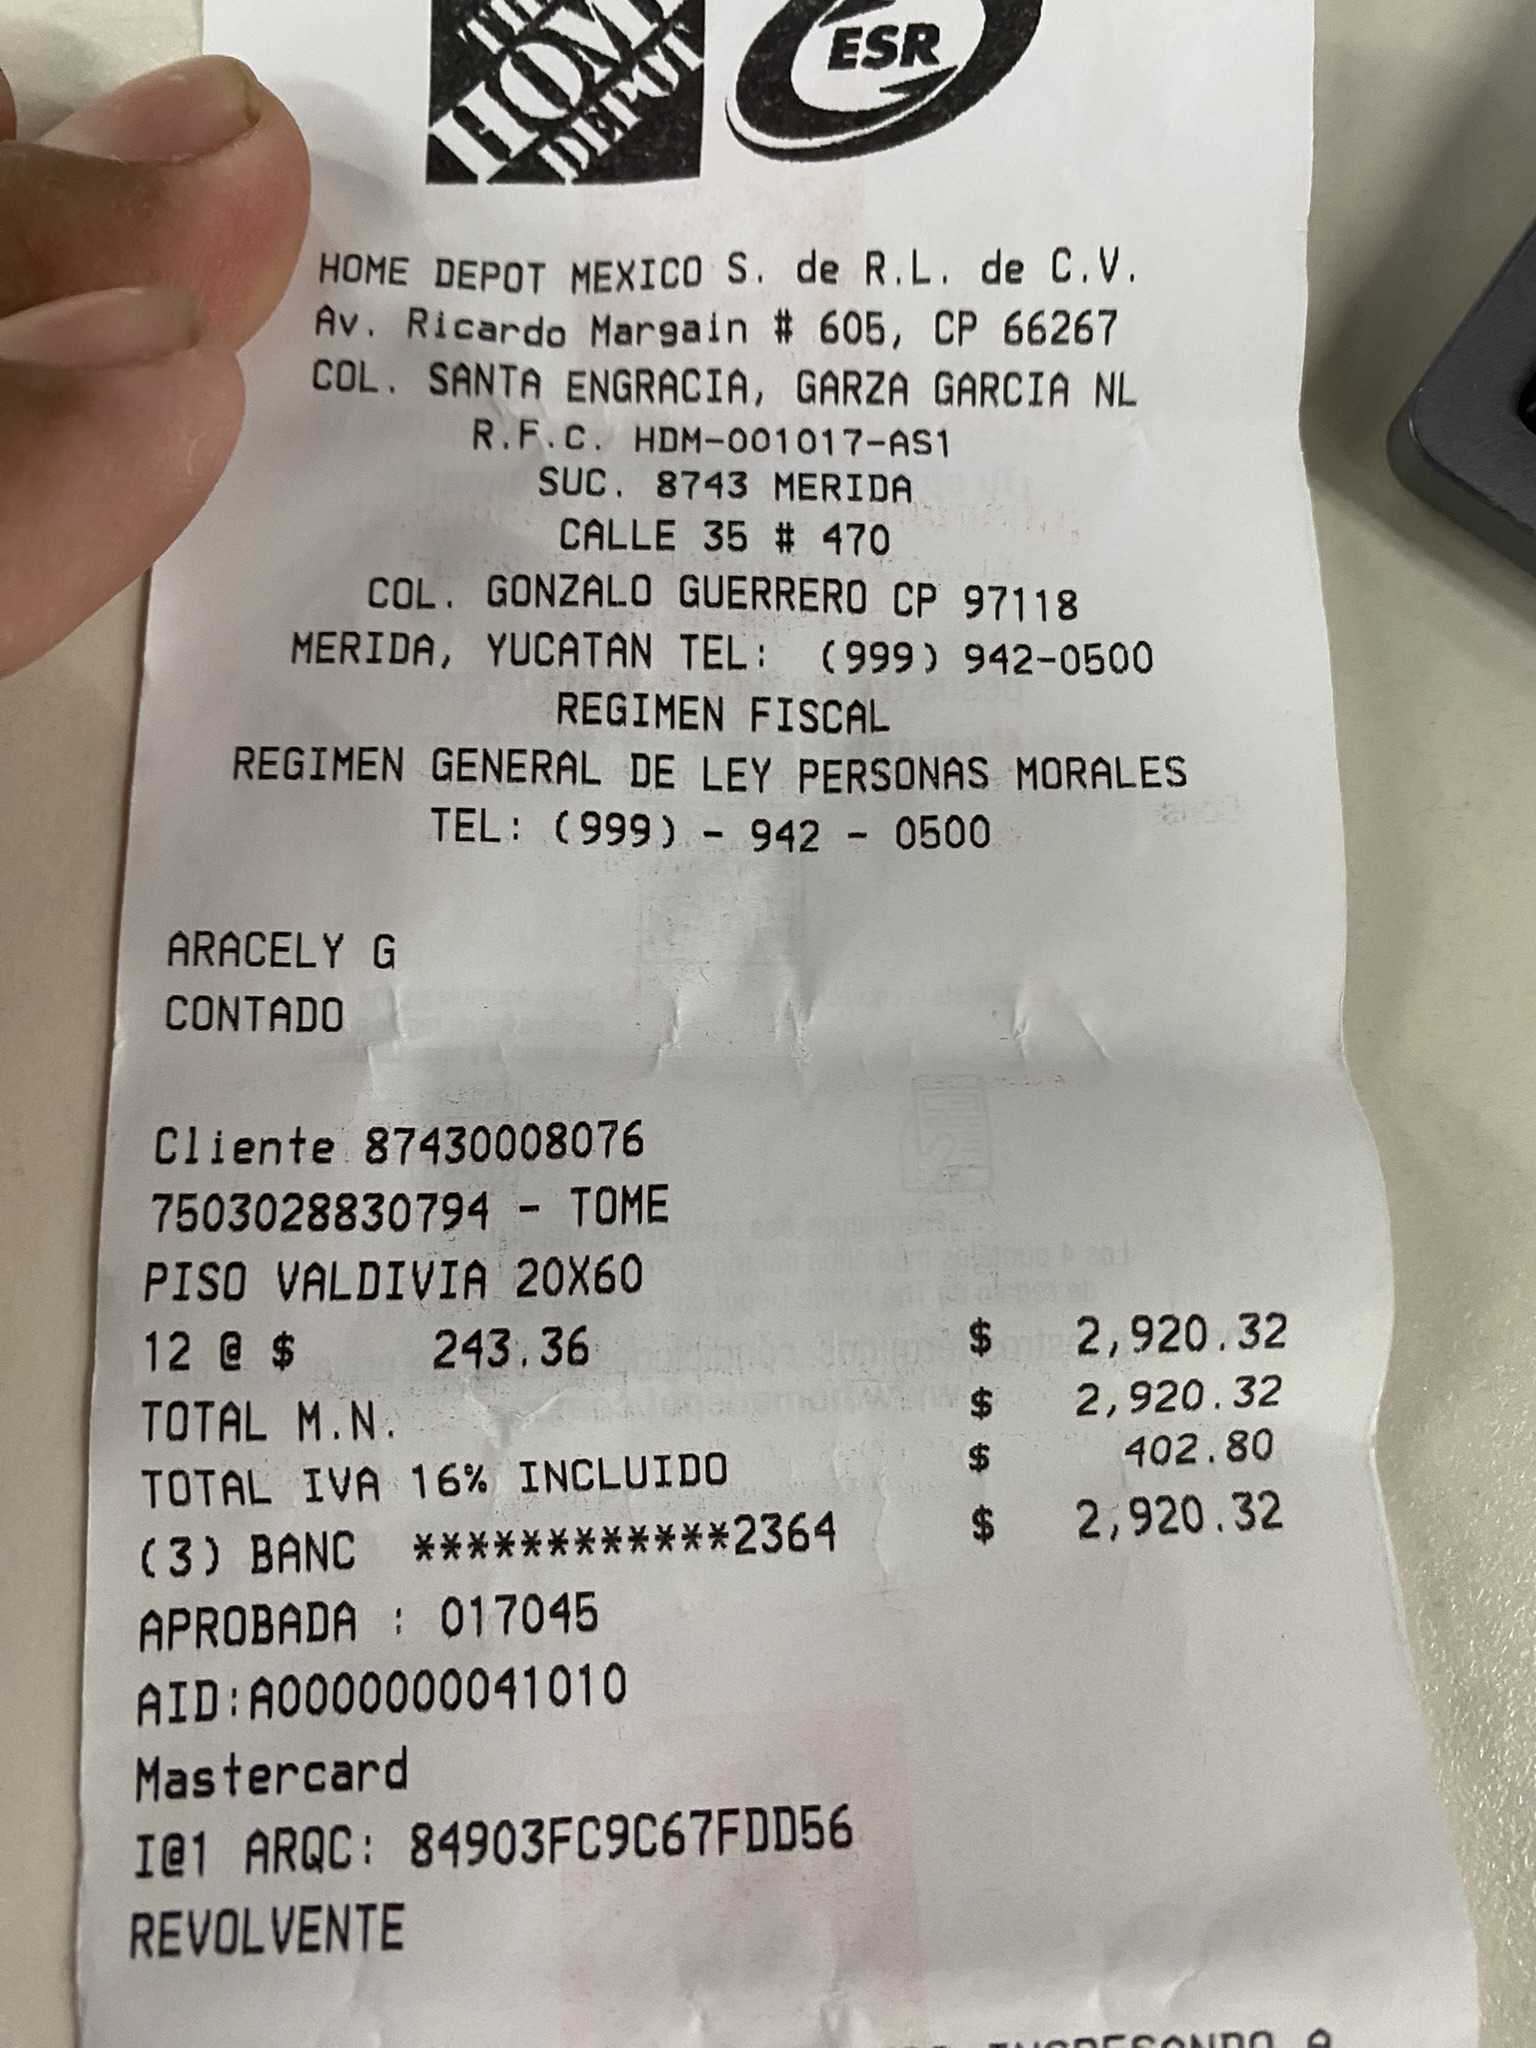 THE
HOME
DEPOT
ESR
HOME DEPOT MEXICO S. de R.L. de C.V.
Av. Ricardo Margain # 605, CP 66267
COL. SANTA ENGRACIA, GARZA GARCIA NL
R.F.C. HDM-001017-AS1
SUC. 8743 MERIDA
CALLE 35 # 470
COL. GONZALO GUERRERO CP 97118
MERIDA, YUCATAN TEL: (999) 942-0500
REGIMEN FISCAL
REGIMEN GENERAL DE LEY PERSONAS MORALES
TEL: (999) - 942 - 0500
ARACELY G
CONTADO
Cliente 87430008076
7503028830794 - TOME
PISO VALDIVIA 20X60
12 @ $ 243.36 $ 2,920.32
TOTAL M.N. $ 2,920.32
TOTAL IVA 16% INCLUIDO $ 402.80
(3) BANC ************2364 $ 2,920.32
APROBADA : 017045
AID:A0000000041010
Mastercard
I@1 ARQC: 84903FC9C67FDD56
REVOLVENTE
INGRESANDO A